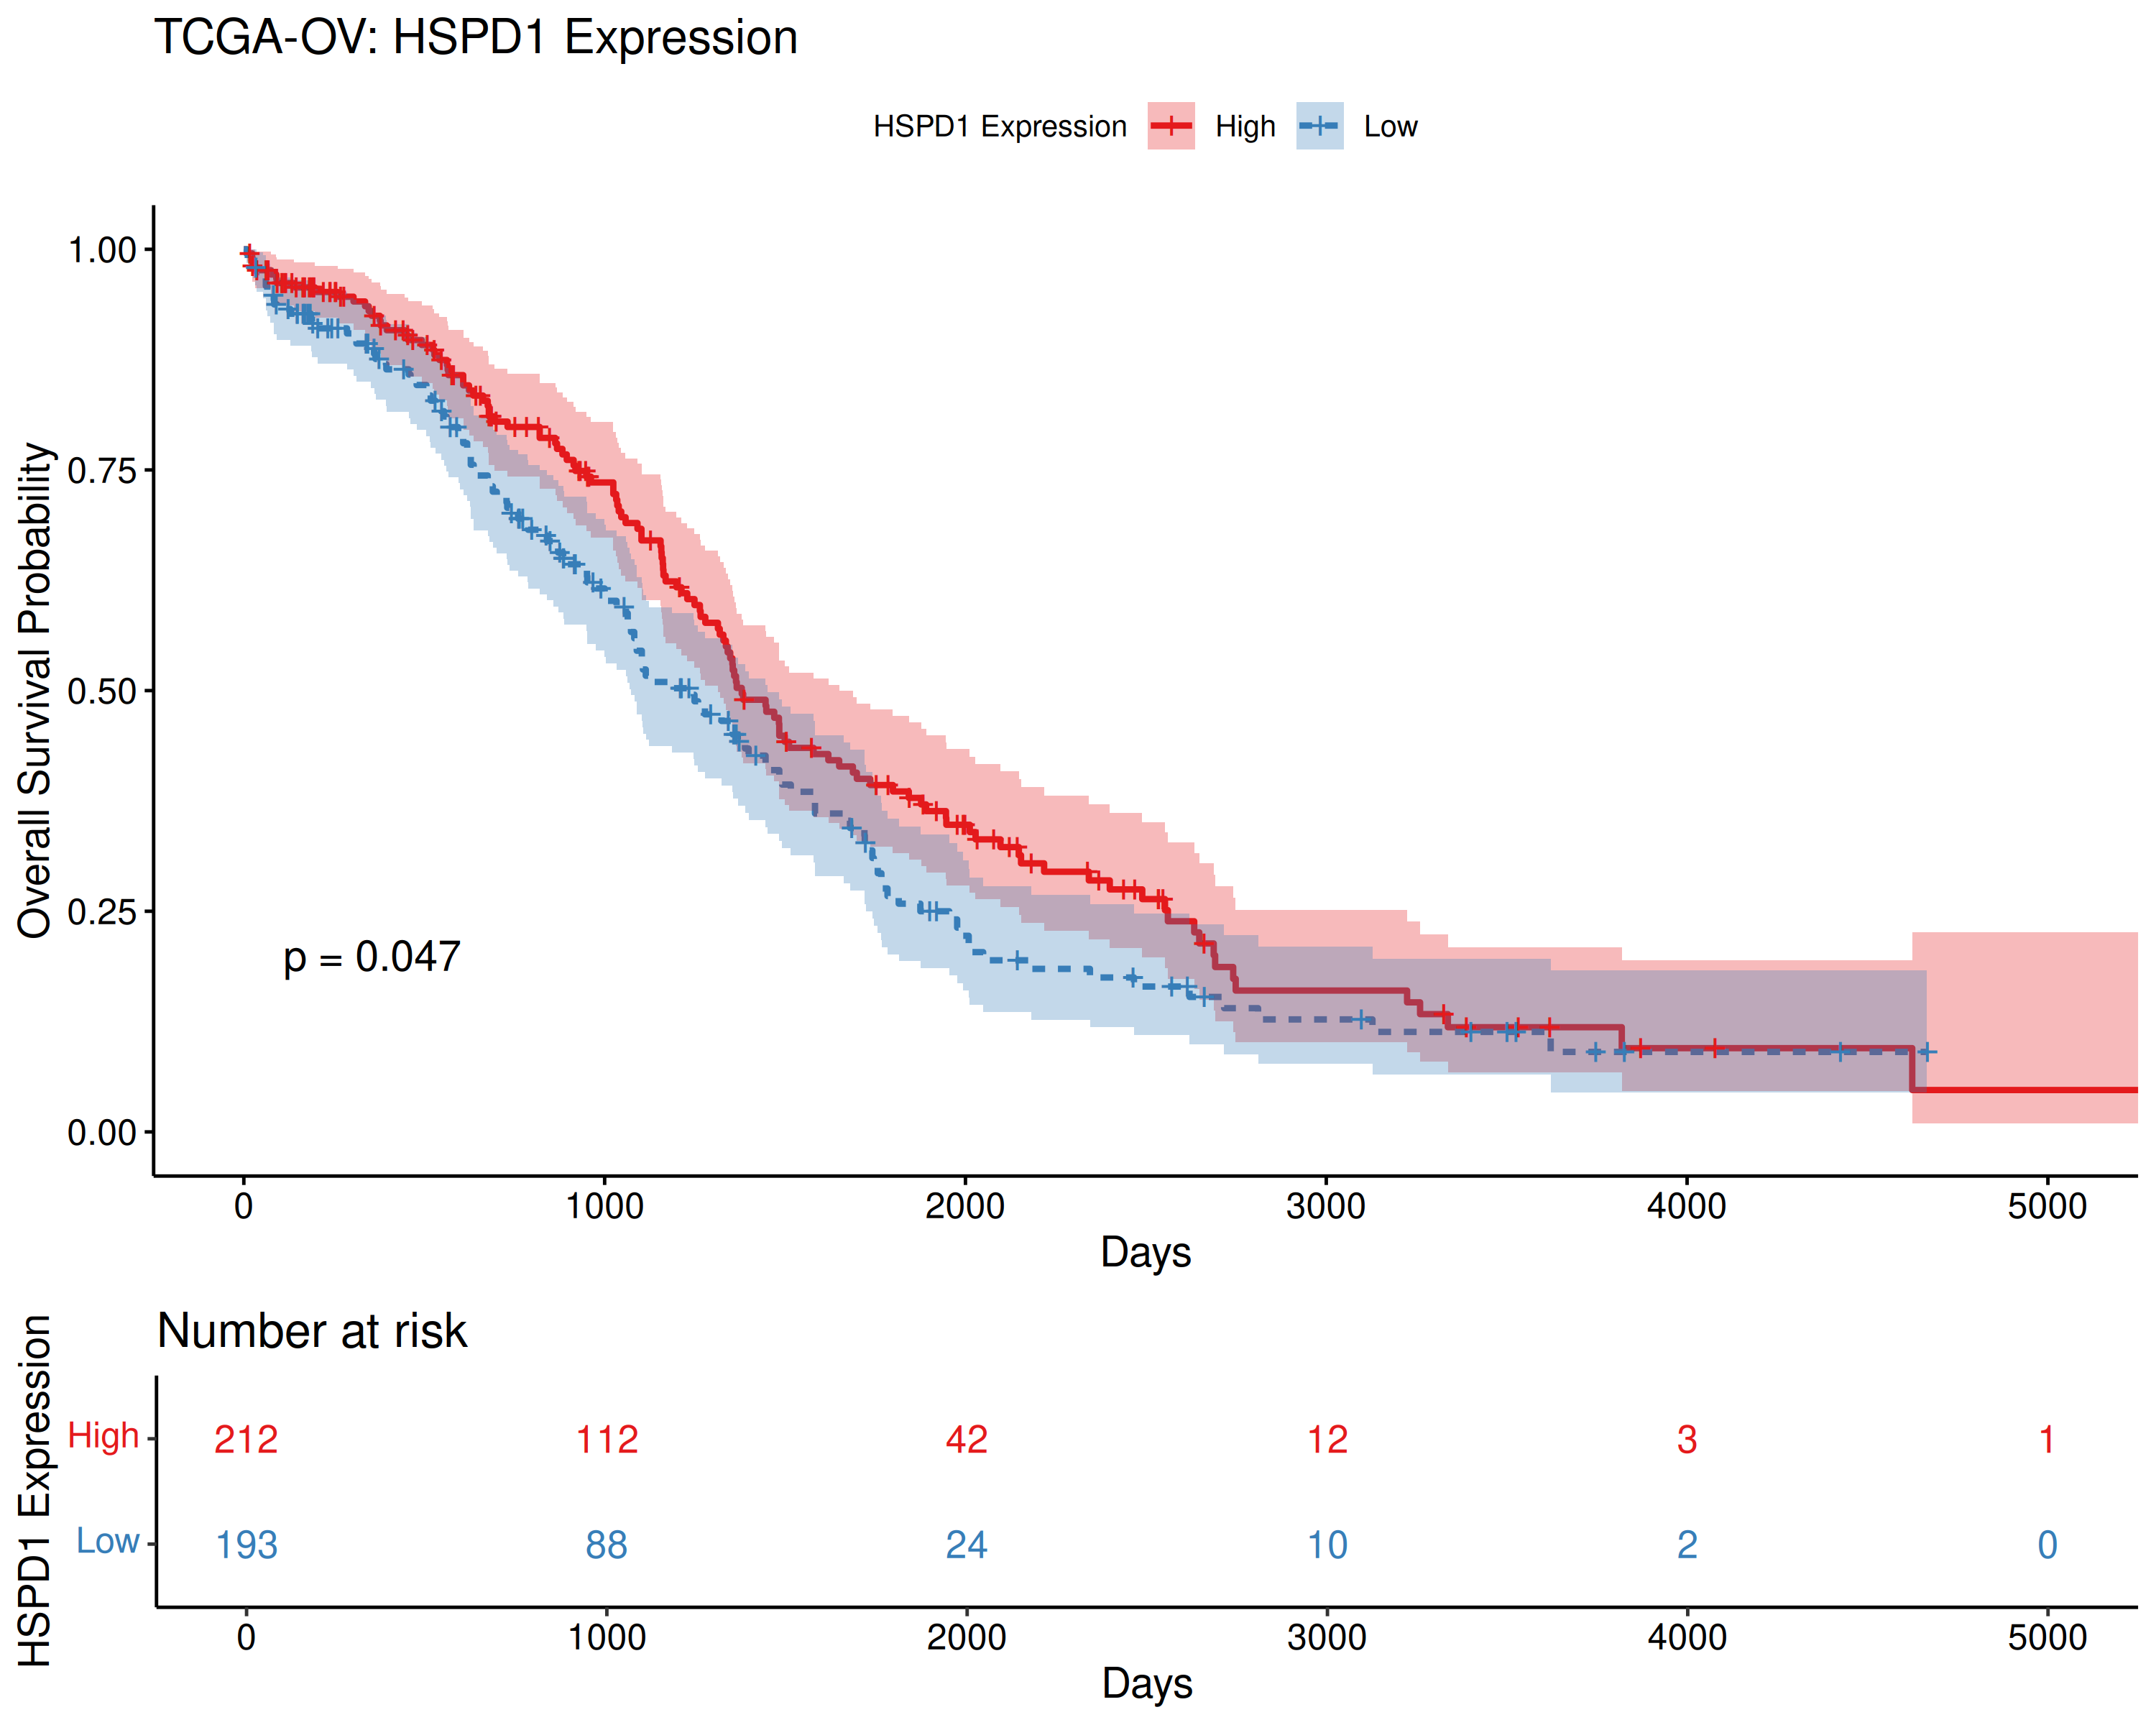 TCGA-OV: HSPD1 Expression
HSPD1 Expression High Low
Overall Survival Probability
1.00
0.75
0.50
0.25
0.00
p = 0.047
0 1000 2000 3000 4000 5000
Days
Number at risk
HSPD1 Expression
High 212 112 42 12 3 1
Low 193 88 24 10 2 0
0 1000 2000 3000 4000 5000
Days